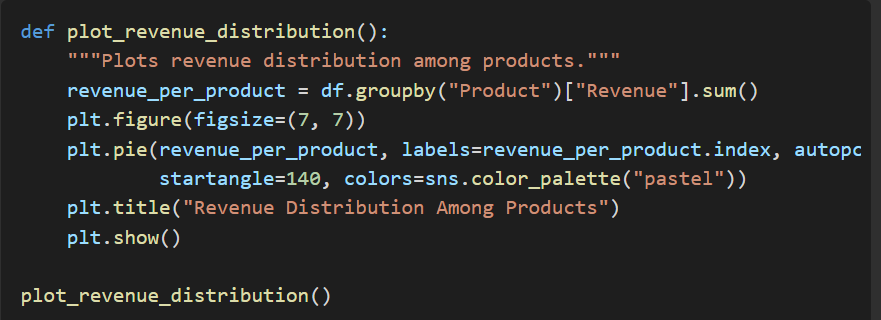 def plot_revenue_distribution():
    """Plots revenue distribution among products."""
    revenue_per_product = df.groupby("Product")["Revenue"].sum()
    plt.figure(figsize=(7, 7))
    plt.pie(revenue_per_product, labels=revenue_per_product.index, autopc
            startangle=140, colors=sns.color_palette("pastel"))
    plt.title("Revenue Distribution Among Products")
    plt.show()
plot_revenue_distribution()